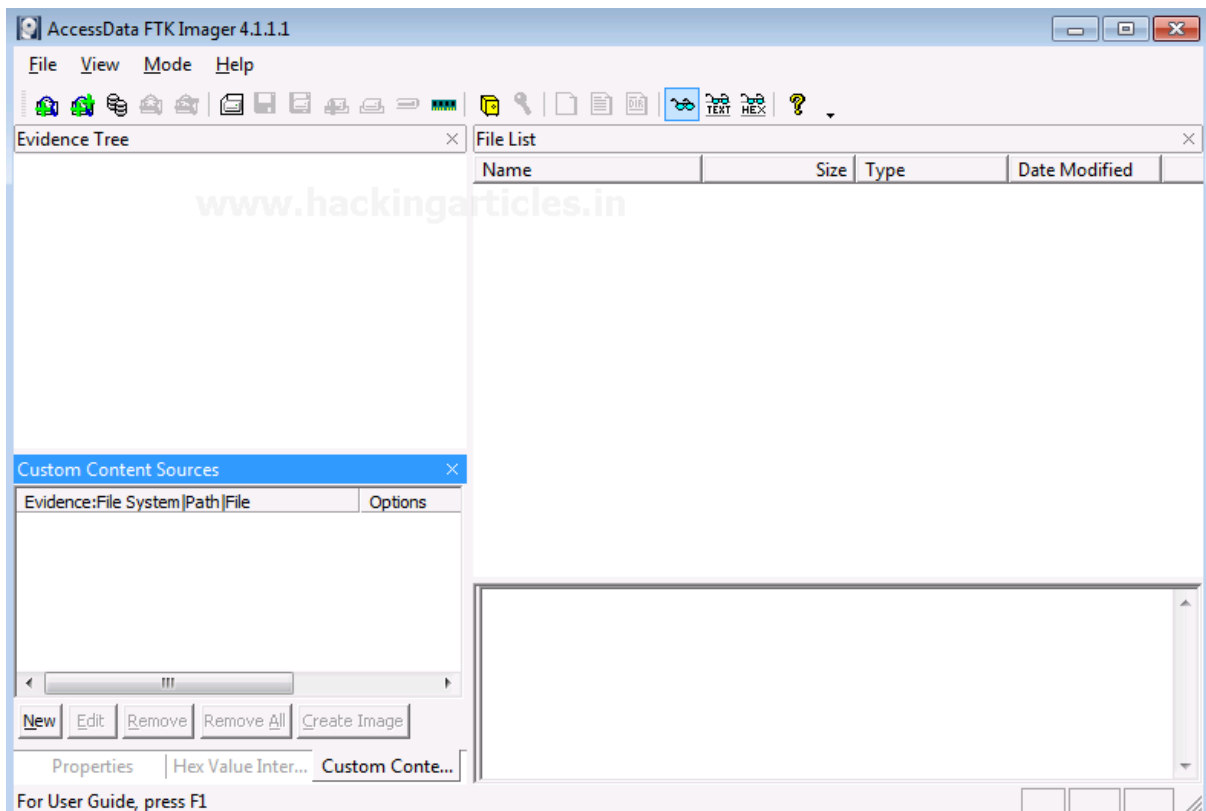 AccessData FTK Imager 4.1.1.1
File View Mode Help
TEXT HEX
DIR
Evidence Tree
File List
Name Size Type Date Modified
www.hackingarticles.in
Custom Content Sources
Evidence:File System|Path|File Options
New Edit Remove Remove All Create Image
Properties Hex Value Inter... Custom Conte...
For User Guide, press F1